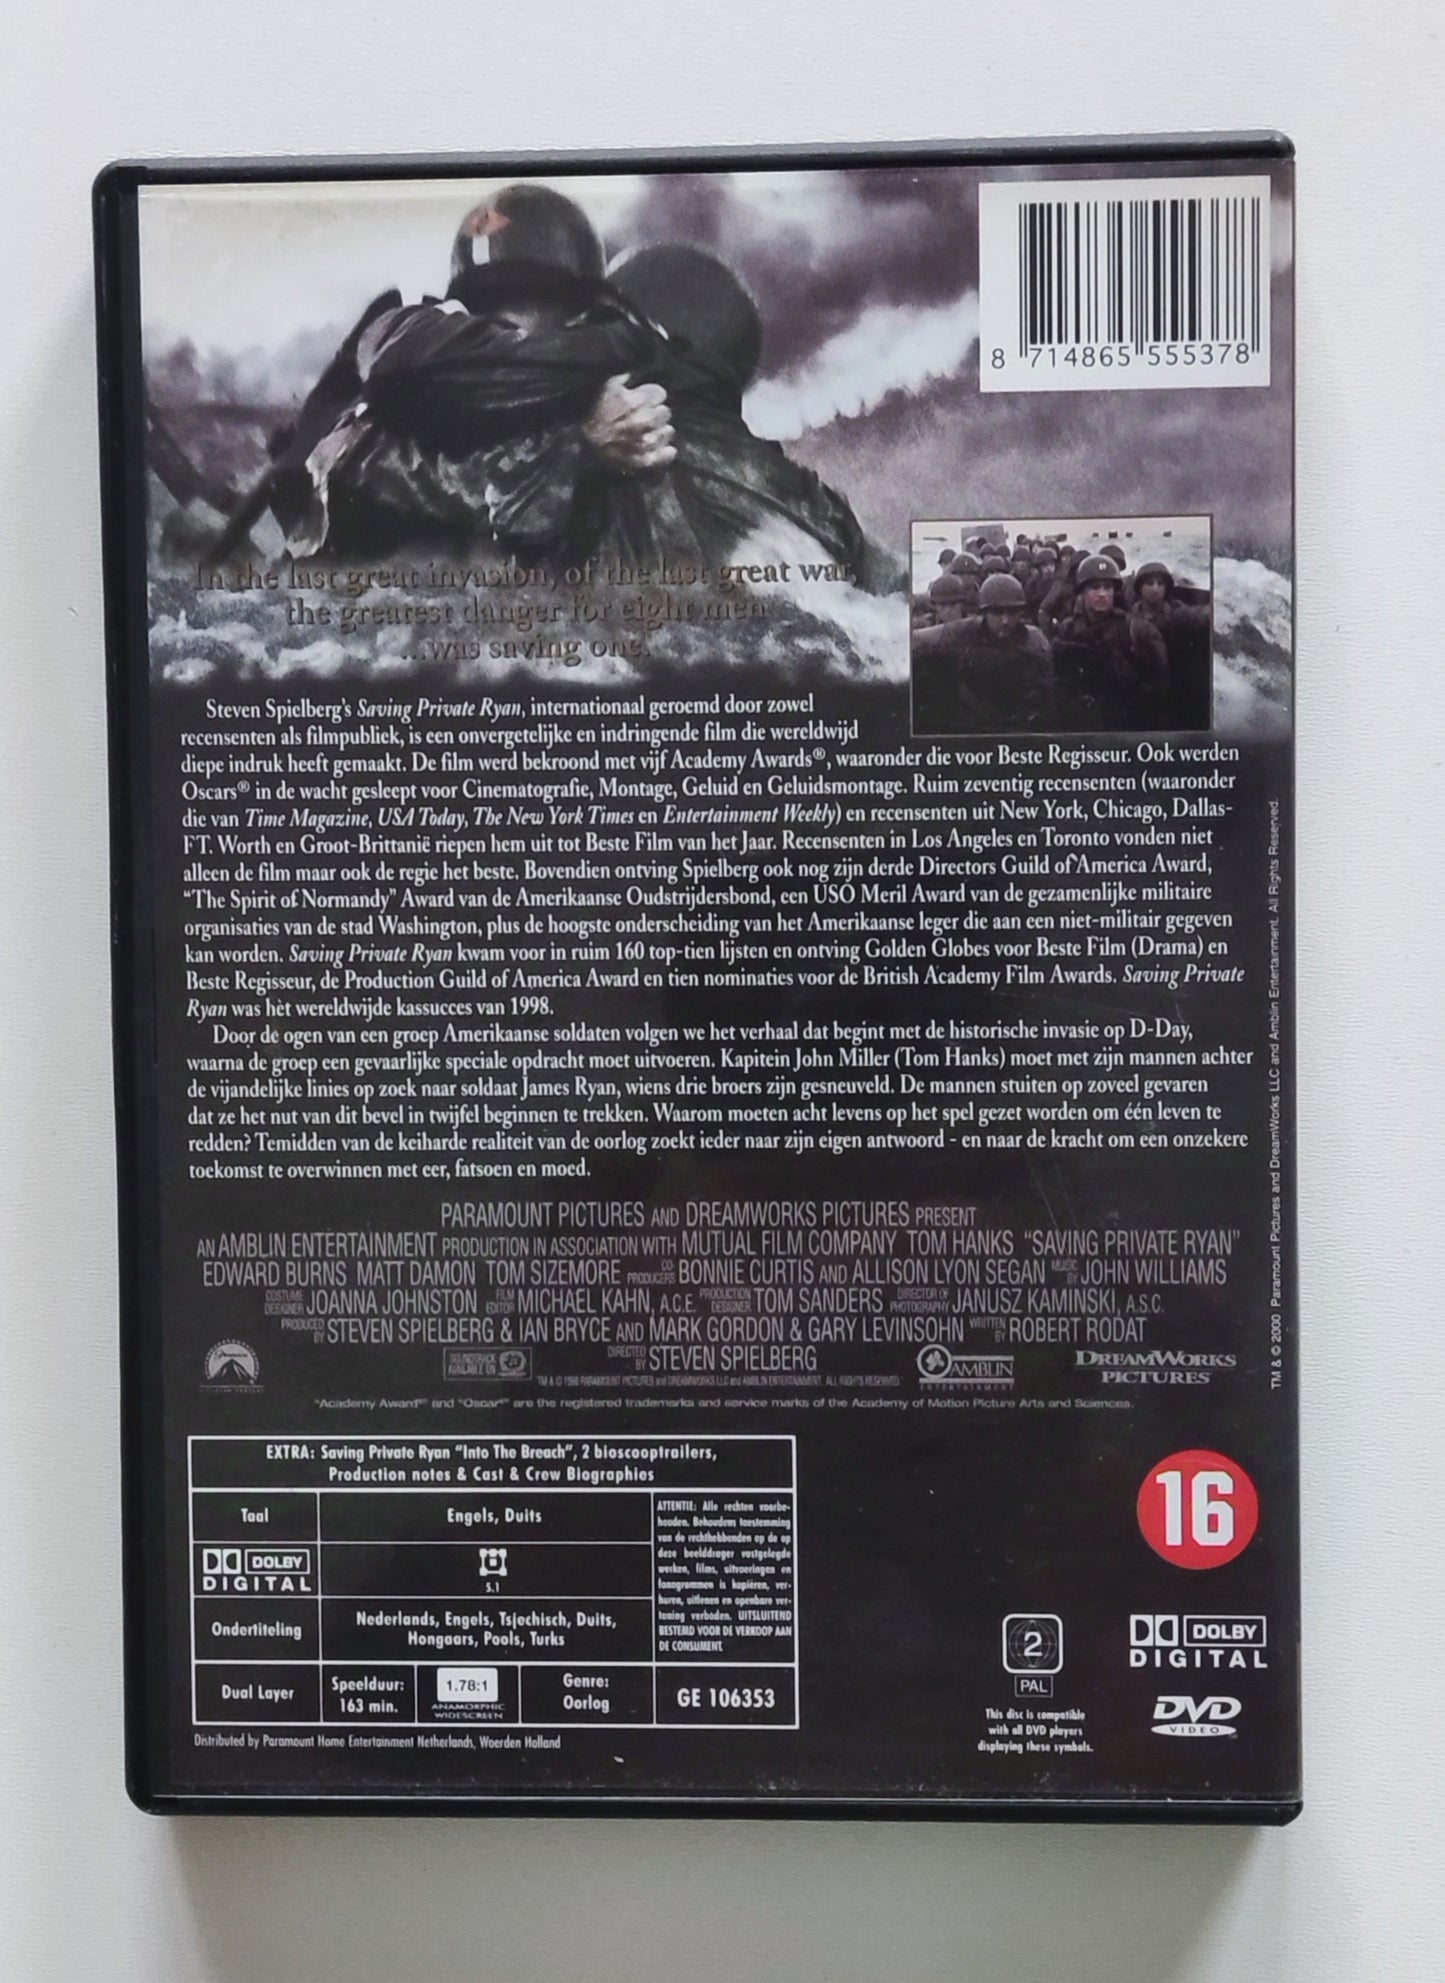 8 714865 555378
In the last great invasion, of the last great war,
the greatest danger for eight men
...was saving one.
Steven Spielberg's Saving Private Ryan, internationaal geroemd door zowel
recensenten als filmpubliek, is een onvergetelijke en indringende film die wereldwijd
diepe indruk heeft gemaakt. De film werd bekroond met vijf Academy Awards®, waaronder die voor Beste Regisseur. Ook werden
Oscars® in de wacht gesleept voor Cinematografie, Montage, Geluid en Geluidsmontage. Ruim zeventig recensenten (waaronder
die van Time Magazine, USA Today, The New York Times en Entertainment Weekly) en recensenten uit New York, Chicago, Dallas-
FT. Worth en Groot-Brittanië riepen hem uit tot Beste Film van het Jaar. Recensenten in Los Angeles en Toronto vonden niet
alleen de film maar ook de regie het beste. Bovendien ontving Spielberg ook nog zijn derde Directors Guild of America Award,
"The Spirit of Normandy" Award van de Amerikaanse Oudstrijdersbond, een USO Meril Award van de gezamenlijke militaire
organisaties van de stad Washington, plus de hoogste onderscheiding van het Amerikaanse leger die aan een niet-militair gegeven
kan worden. Saving Private Ryan kwam voor in ruim 160 top-tien lijsten en ontving Golden Globes voor Beste Film (Drama) en
Beste Regisseur, de Production Guild of America Award en tien nominaties voor de British Academy Film Awards. Saving Private
Ryan was hèt wereldwijde kassucces van 1998.
Door de ogen van een groep Amerikaanse soldaten volgen we het verhaal dat begint met de historische invasie op D-Day,
waarna de groep een gevaarlijke speciale opdracht moet uitvoeren. Kapitein John Miller (Tom Hanks) moet met zijn mannen achter
de vijandelijke linies op zoek naar soldaat James Ryan, wiens drie broers zijn gesneuveld. De mannen stuiten op zoveel gevaren
dat ze het nut van dit bevel in twijfel beginnen te trekken. Waarom moeten acht levens op het spel gezet worden om één leven te
redden? Temidden van de keiharde realiteit van de oorlog zoekt ieder naar zijn eigen antwoord - en naar de kracht om een onzekere
toekomst te overwinnen met eer, fatsoen en moed.
PARAMOUNT PICTURES AND DREAMWORKS PICTURES PRESENT
AN AMBLIN ENTERTAINMENT PRODUCTION IN ASSOCIATION WITH MUTUAL FILM COMPANY TOM HANKS "SAVING PRIVATE RYAN"
EDWARD BURNS MATT DAMON TOM SIZEMORE CO PRODUCERS BONNIE CURTIS AND ALLISON LYON SEGAN MUSIC BY JOHN WILLIAMS
COSTUME DESIGNER JOANNA JOHNSTON FILM EDITOR MICHAEL KAHN, A.C.E. PRODUCTION DESIGNER TOM SANDERS DIRECTOR OF PHOTOGRAPHY JANUSZ KAMINSKI, A.S.C.
PRODUCED BY STEVEN SPIELBERG & IAN BRYCE AND MARK GORDON & GARY LEVINSOHN WRITTEN BY ROBERT RODAT
Paramount
SOUNDTRACK AVAILABLE ON
DIRECTED BY STEVEN SPIELBERG
TM & © 1998 PARAMOUNT PICTURES and DREAMWORKS LLC and AMBLIN ENTERTAINMENT. ALL RIGHTS RESERVED.
AMBLIN
ENTERTAINMENT
DREAMWORKS
PICTURES
"Academy Award®" and "Oscar®" are the registered trademarks and service marks of the Academy of Motion Picture Arts and Sciences.
TM & © 2000 Paramount Pictures and DreamWorks LLC and Amblin Entertainment. All Rights Reserved.
EXTRA: Saving Private Ryan "Into The Breach", 2 bioscooptrailers,
Production notes & Cast & Crew Biographies
Taal
Engels, Duits
DOLBY
DIGITAL
5.1
Ondertiteling
Nederlands, Engels, Tsjechisch, Duits,
Hongaars, Pools, Turks
Dual Layer
Speelduur:
163 min.
1.78:1
ANAMORPHIC
WIDESCREEN
Genre:
Oorlog
ATTENTIE: Alle rechten voorbe-
houden. Behoudens toestemming
van de rechthebbenden op de op
deze beelddrager vastgelegde
werken, films, uitvoeringen en
fonogrammen is kopiëren, ver-
huren, uitlenen en openbare ver-
toning verboden. UITSLUITEND
BESTEMD VOOR DE VERKOOP AAN
DE CONSUMENT.
GE 106353
Distributed by Paramount Home Entertainment Netherlands, Woerden Holland
16
2
PAL
This disc is compatible
with all DVD players
displaying these symbols.
DOLBY
DIGITAL
DVD
VIDEO